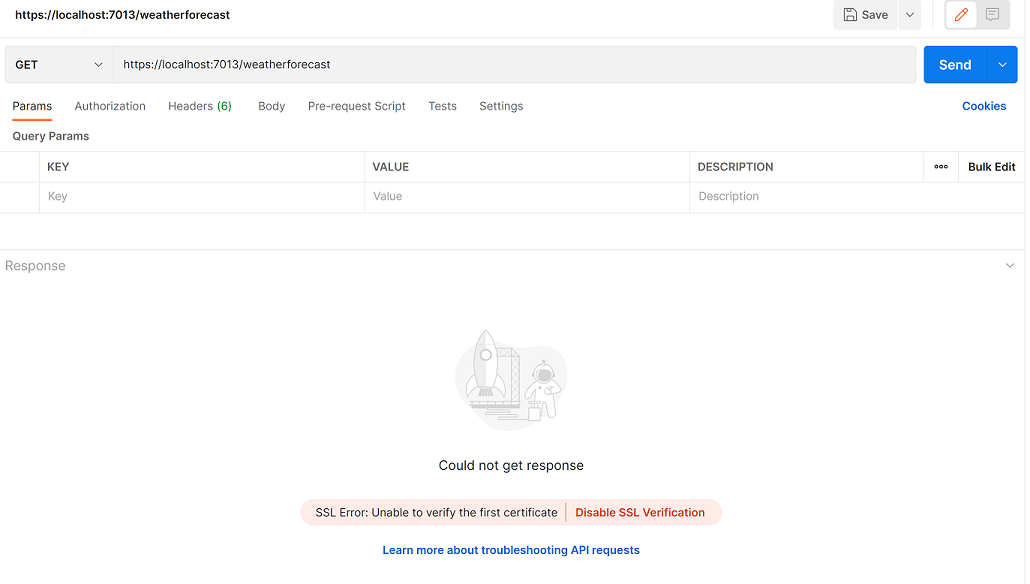 https://localhost:7013/weatherforecast Save
GET https://localhost:7013/weatherforecast Send
Params Authorization Headers (6) Body Pre-request Script Tests Settings Cookies
Query Params
KEY VALUE DESCRIPTION ooo Bulk Edit
Key Value Description
Response
Could not get response
SSL Error: Unable to verify the first certificate Disable SSL Verification
Learn more about troubleshooting API requests